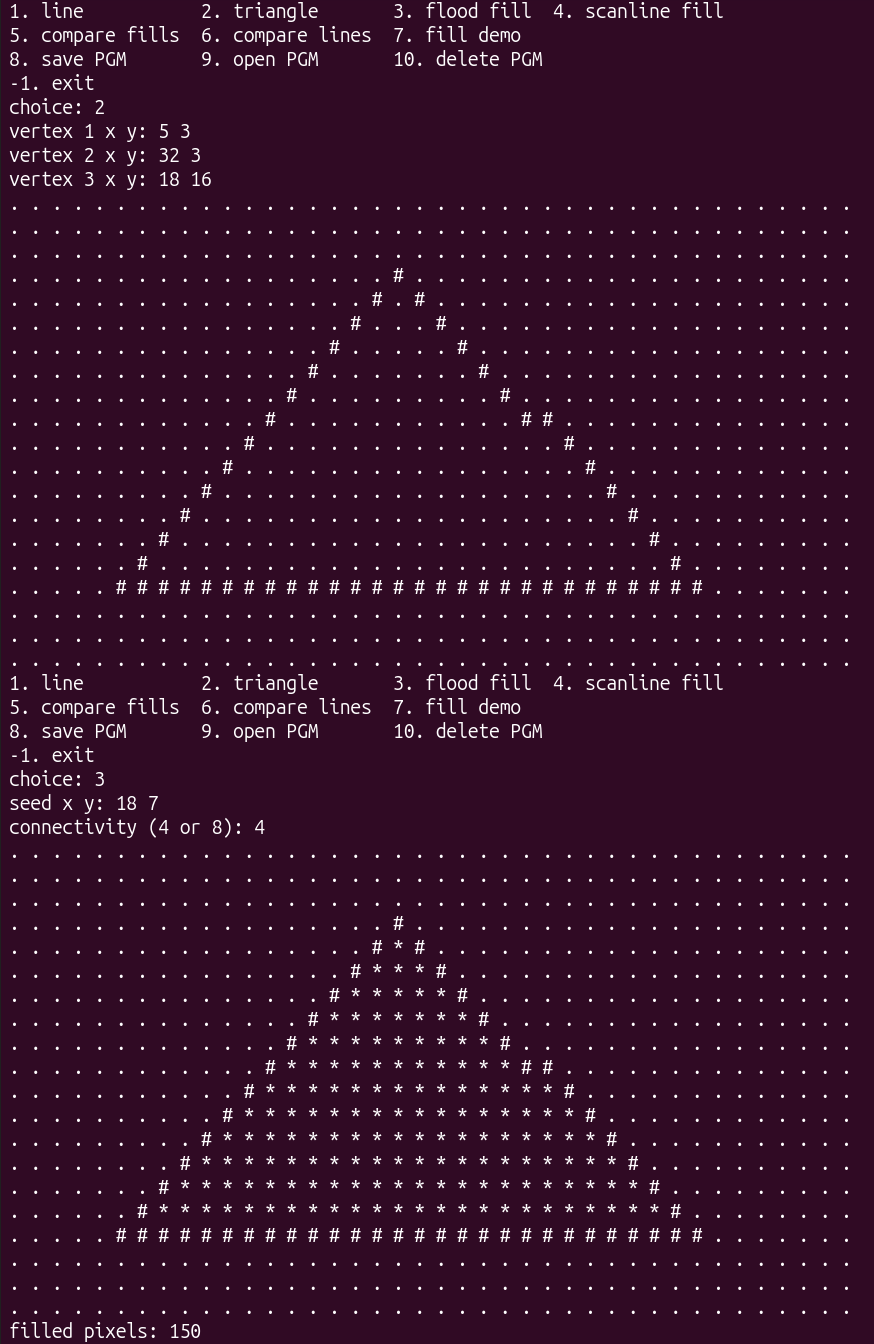 1. line           2. triangle       3. flood fill  4. scanline fill
5. compare fills  6. compare lines  7. fill demo
8. save PGM       9. open PGM       10. delete PGM
-1. exit
choice: 2
vertex 1 x y: 5 3
vertex 2 x y: 32 3
vertex 3 x y: 18 16
. . . . . . . . . . . . . . . . . . . . . . . . . . . . . . . . . . . . . . . .
. . . . . . . . . . . . . . . . . . . . . . . . . . . . . . . . . . . . . . . .
. . . . . . . . . . . . . . . . . . . . . . . . . . . . . . . . . . . . . . . .
. . . . . . . . . . . . . . . . . . # . . . . . . . . . . . . . . . . . . . . .
. . . . . . . . . . . . . . . . . # . # . . . . . . . . . . . . . . . . . . . .
. . . . . . . . . . . . . . . . # . . . # . . . . . . . . . . . . . . . . . . .
. . . . . . . . . . . . . . . # . . . . . # . . . . . . . . . . . . . . . . . .
. . . . . . . . . . . . . . # . . . . . . . # . . . . . . . . . . . . . . . . .
. . . . . . . . . . . . . # . . . . . . . . . # . . . . . . . . . . . . . . . .
. . . . . . . . . . . . # . . . . . . . . . . . # # . . . . . . . . . . . . . .
. . . . . . . . . . . # . . . . . . . . . . . . . . # . . . . . . . . . . . . .
. . . . . . . . . . # . . . . . . . . . . . . . . . . # . . . . . . . . . . . .
. . . . . . . . . # . . . . . . . . . . . . . . . . . . # . . . . . . . . . . .
. . . . . . . . # . . . . . . . . . . . . . . . . . . . . # . . . . . . . . . .
. . . . . . . # . . . . . . . . . . . . . . . . . . . . . . # . . . . . . . . .
. . . . . . # . . . . . . . . . . . . . . . . . . . . . . . . # . . . . . . . .
. . . . . # # # # # # # # # # # # # # # # # # # # # # # # # # # # . . . . . . .
. . . . . . . . . . . . . . . . . . . . . . . . . . . . . . . . . . . . . . . .
. . . . . . . . . . . . . . . . . . . . . . . . . . . . . . . . . . . . . . . .
. . . . . . . . . . . . . . . . . . . . . . . . . . . . . . . . . . . . . . . .
1. line           2. triangle       3. flood fill  4. scanline fill
5. compare fills  6. compare lines  7. fill demo
8. save PGM       9. open PGM       10. delete PGM
-1. exit
choice: 3
seed x y: 18 7
connectivity (4 or 8): 4
. . . . . . . . . . . . . . . . . . . . . . . . . . . . . . . . . . . . . . . .
. . . . . . . . . . . . . . . . . . . . . . . . . . . . . . . . . . . . . . . .
. . . . . . . . . . . . . . . . . . . . . . . . . . . . . . . . . . . . . . . .
. . . . . . . . . . . . . . . . . . # . . . . . . . . . . . . . . . . . . . . .
. . . . . . . . . . . . . . . . . # * # . . . . . . . . . . . . . . . . . . . .
. . . . . . . . . . . . . . . . # * * * # . . . . . . . . . . . . . . . . . . .
. . . . . . . . . . . . . . . # * * * * * # . . . . . . . . . . . . . . . . . .
. . . . . . . . . . . . . . # * * * * * * * # . . . . . . . . . . . . . . . . .
. . . . . . . . . . . . . # * * * * * * * * * # . . . . . . . . . . . . . . . .
. . . . . . . . . . . . # * * * * * * * * * * * # # . . . . . . . . . . . . . .
. . . . . . . . . . . # * * * * * * * * * * * * * * # . . . . . . . . . . . . .
. . . . . . . . . . # * * * * * * * * * * * * * * * * # . . . . . . . . . . . .
. . . . . . . . . # * * * * * * * * * * * * * * * * * * # . . . . . . . . . . .
. . . . . . . . # * * * * * * * * * * * * * * * * * * * * # . . . . . . . . . .
. . . . . . . # * * * * * * * * * * * * * * * * * * * * * * # . . . . . . . . .
. . . . . . # * * * * * * * * * * * * * * * * * * * * * * * * # . . . . . . . .
. . . . . # # # # # # # # # # # # # # # # # # # # # # # # # # # # . . . . . . .
. . . . . . . . . . . . . . . . . . . . . . . . . . . . . . . . . . . . . . . .
. . . . . . . . . . . . . . . . . . . . . . . . . . . . . . . . . . . . . . . .
. . . . . . . . . . . . . . . . . . . . . . . . . . . . . . . . . . . . . . . .
filled pixels: 150